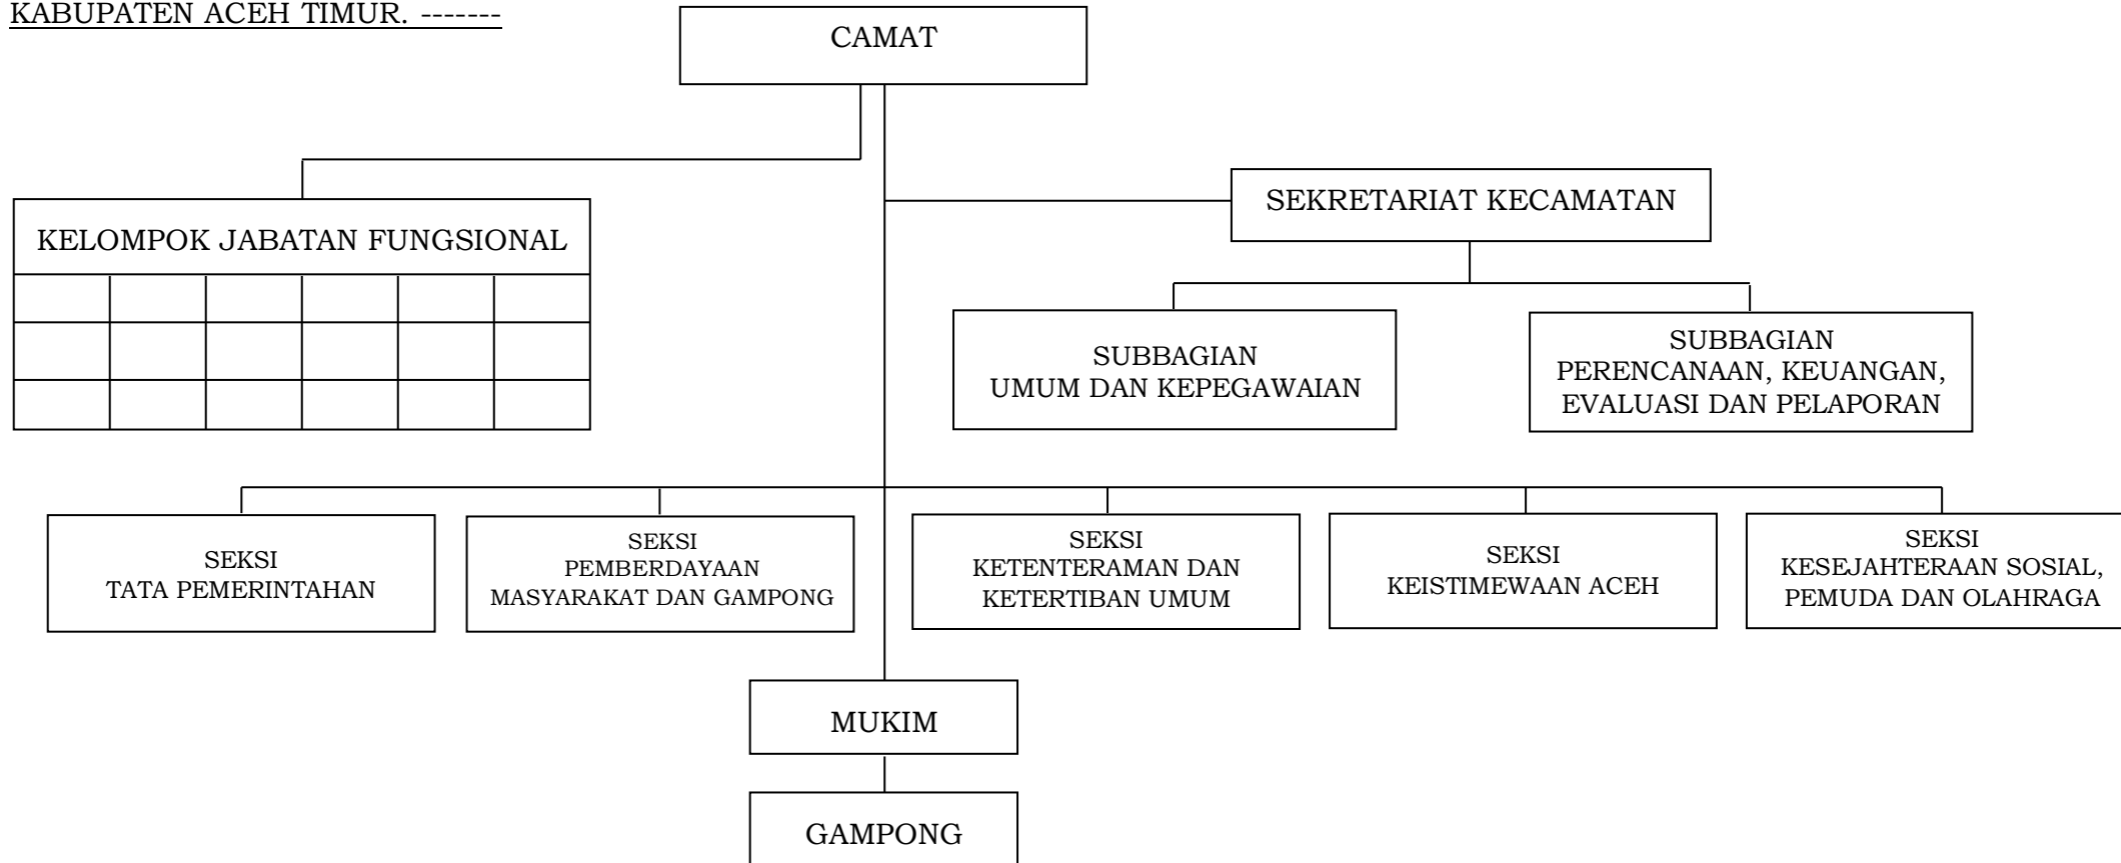 KABUPATEN ACEH TIMUR. -------
CAMAT
SEKRETARIAT KECAMATAN
KELOMPOK JABATAN FUNGSIONAL
SUBBAGIAN
UMUM DAN KEPEGAWAIAN
SUBBAGIAN
PERENCANAAN, KEUANGAN,
EVALUASI DAN PELAPORAN
SEKSI
TATA PEMERINTAHAN
SEKSI
PEMBERDAYAAN
MASYARAKAT DAN GAMPONG
SEKSI
KETENTERAMAN DAN
KETERTIBAN UMUM
SEKSI
KEISTIMEWAAN ACEH
SEKSI
KESEJAHTERAAN SOSIAL,
PEMUDA DAN OLAHRAGA
MUKIM
GAMPONG